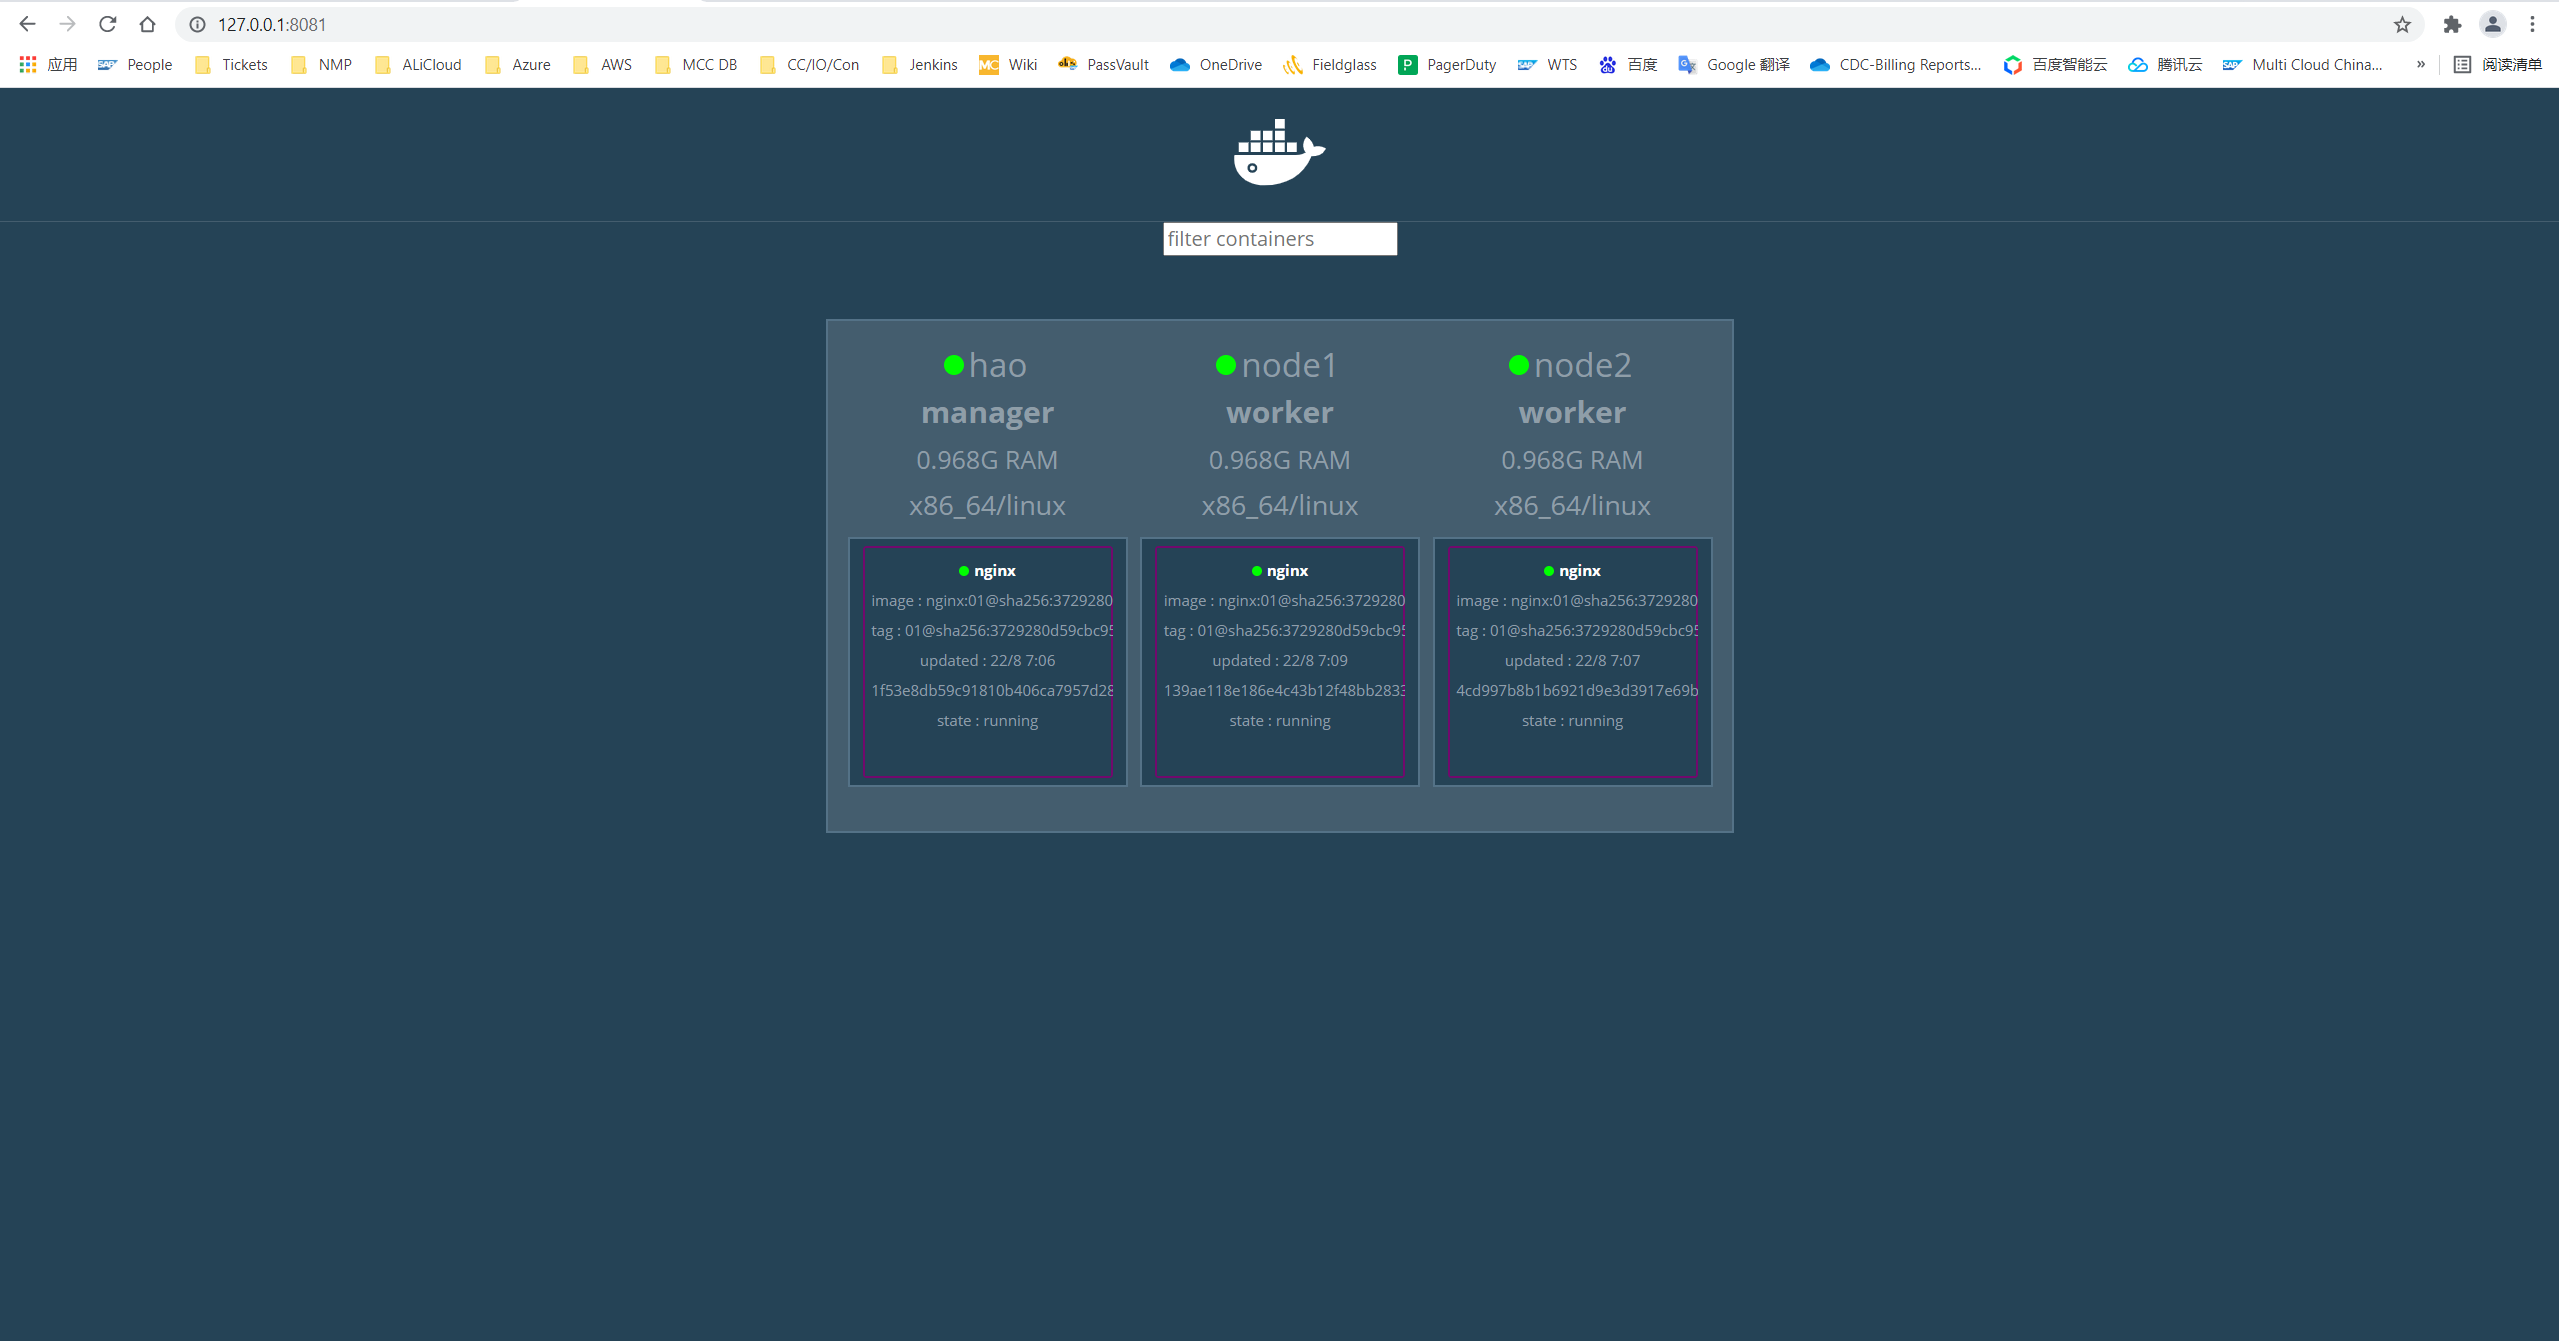 127.0.0.1:8081
应用 People Tickets NMP ALiCloud Azure AWS MCC DB CC/IO/Con Jenkins Wiki PassVault OneDrive Fieldglass PagerDuty WTS 百度 Google 翻译 CDC-Billing Reports... 百度智能云 腾讯云 Multi Cloud China... » 阅读清单
filter containers
hao node1 node2
manager worker worker
0.968G RAM 0.968G RAM 0.968G RAM
x86_64/linux x86_64/linux x86_64/linux
nginx nginx nginx
image : nginx:01@sha256:3729280 image : nginx:01@sha256:3729280 image : nginx:01@sha256:3729280
tag : 01@sha256:3729280d59cbc95 tag : 01@sha256:3729280d59cbc95 tag : 01@sha256:3729280d59cbc95
updated : 22/8 7:06 updated : 22/8 7:09 updated : 22/8 7:07
1f53e8db59c91810b406ca7957d28 139ae118e186e4c43b12f48bb2833 4cd997b8b1b6921d9e3d3917e69b
state : running state : running state : running